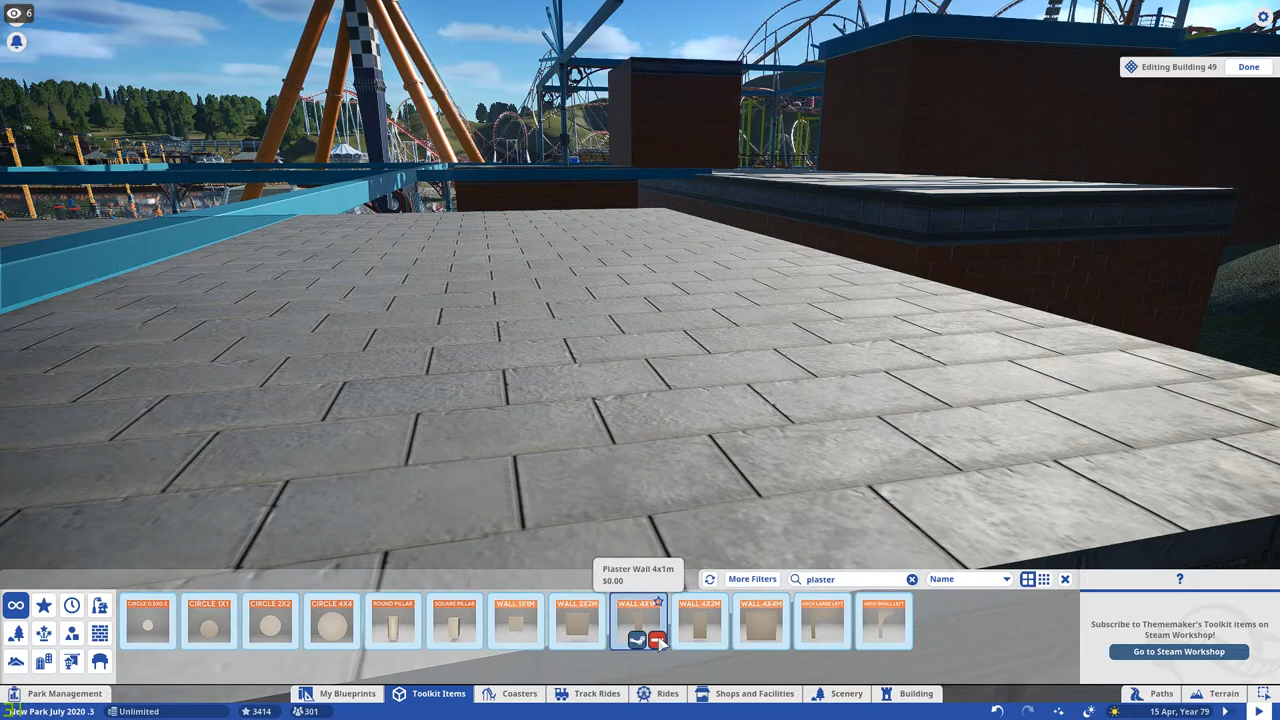 6
Editing Building 49
Done
Plaster Wall 4x1m
$0.00
More Filters
plaster
Name
?
CIRCLE 0.5X0.5
CIRCLE 1X1
CIRCLE 2X2
CIRCLE 4X4
ROUND PILLAR
SQUARE PILLAR
WALL 1X1M
WALL 2X2M
WALL 4X1
WALL 4X2M
WALL 4X4M
ARCH LARGE LEFT
ARCH SMALL LEFT
Subscribe to Thememaker's Toolkit items on
Steam Workshop!
Go to Steam Workshop
Park Management
My Blueprints
Toolkit Items
Coasters
Track Rides
Rides
Shops and Facilities
Scenery
Building
Paths
Terrain
New Park July 2020 .3
Unlimited
3414
301
15 Apr, Year 79